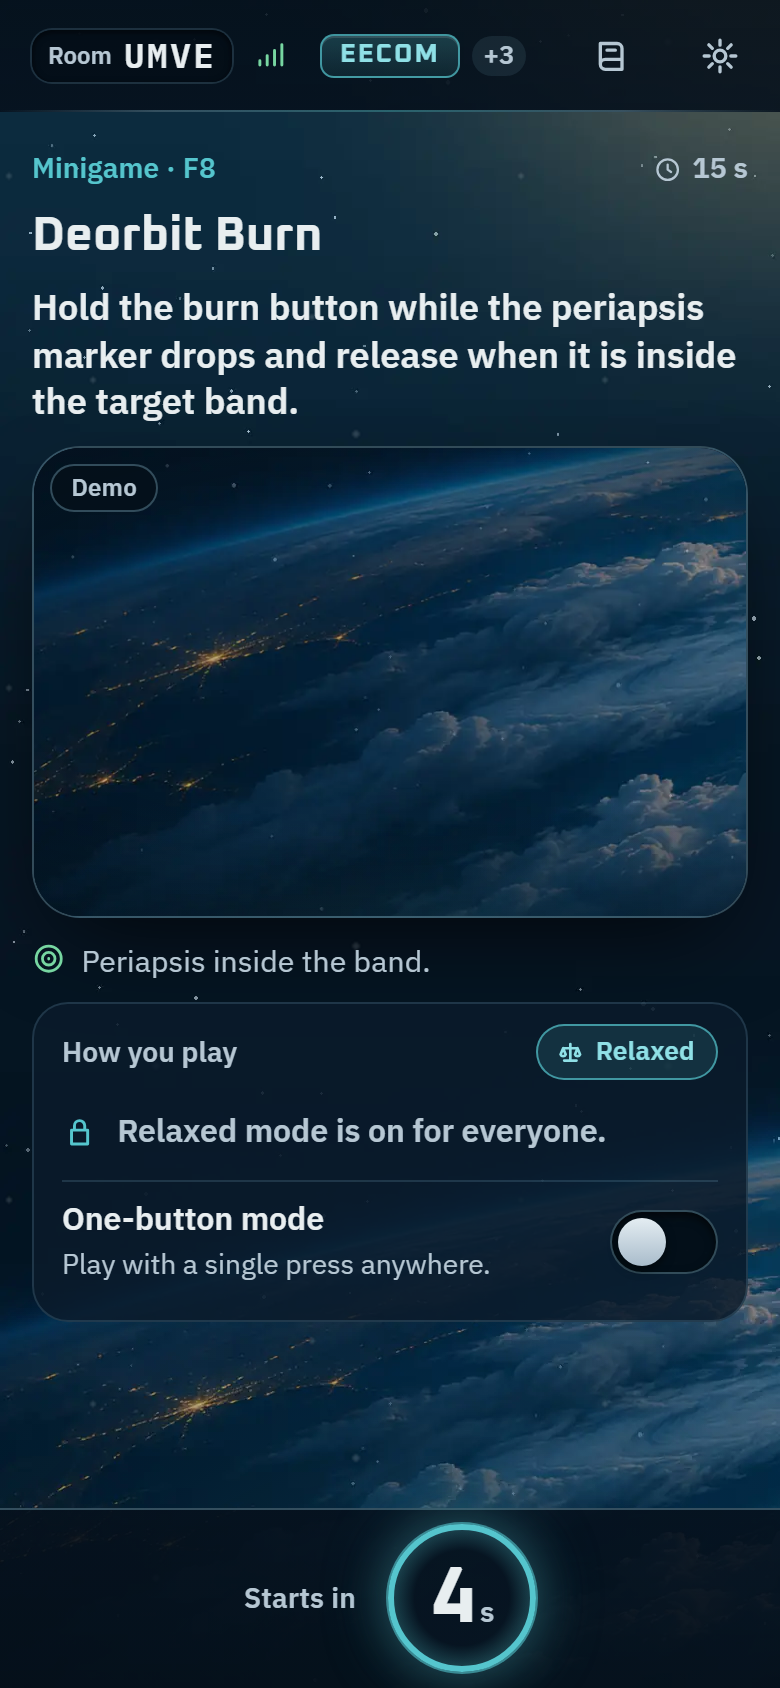 Room UMVE EECOM +3
Minigame · F8 15 s
Deorbit Burn
Hold the burn button while the periapsis
marker drops and release when it is inside
the target band.
Demo
Periapsis inside the band.
How you play Relaxed
Relaxed mode is on for everyone.
One-button mode
Play with a single press anywhere.
Starts in 4 s